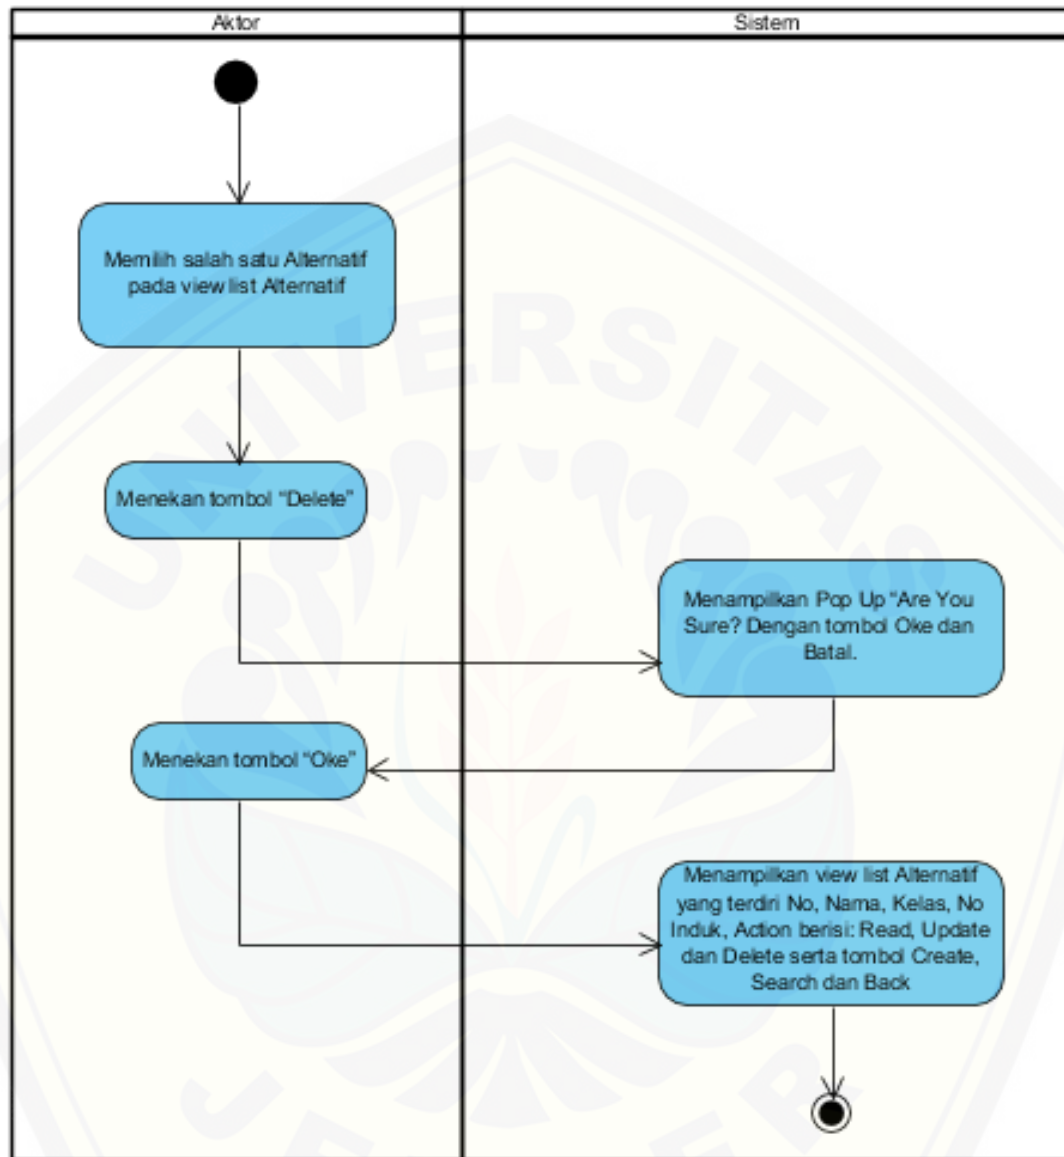 Aktor
Sistem
Memilih salah satu Alternatif
pada view list Alternatif
Menekan tombol “Delete”
Menampilkan Pop Up “Are You
Sure? Dengan tombol Oke dan
Batal.
Menekan tombol “Oke”
Menampilkan view list Alternatif
yang terdiri No, Nama, Kelas, No
Induk, Action berisi: Read, Update
dan Delete serta tombol Create,
Search dan Back
UNIVERSITAS
JEMBER